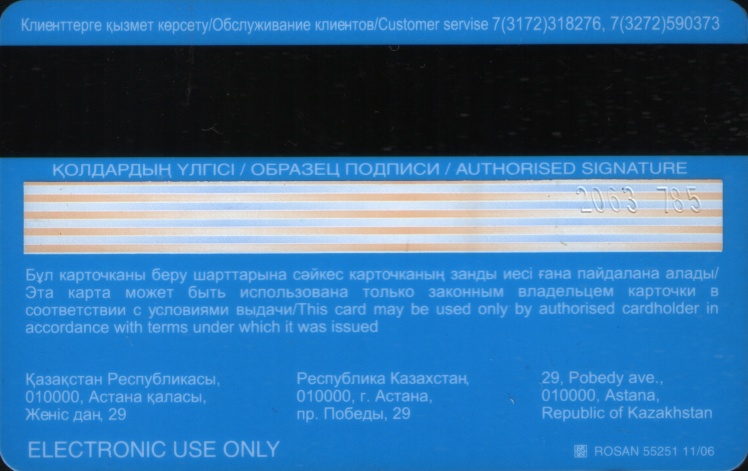 Клиенттерге қызмет көрсету/Обслуживание клиентов/Customer servise 7(3172)318276, 7(3272)590373
ҚОЛДАРДЫҢ ҮЛГІСІ / ОБРАЗЕЦ ПОДПИСИ / AUTHORISED SIGNATURE
2063 785
Бұл карточканы беру шарттарына сәйкес карточканың заңды иесі ғана пайдалана алады/
Эта карта может быть использована только законным владельцем карточки в
соответствии с условиями выдачи/This card may be used only by authorised cardholder in
accordance with terms under which it was issued
Қазақстан Республикасы,
010000, Астана қаласы,
Жеңіс даң, 29
Республика Казахстан,
010000, г. Астана,
пр. Победы, 29
29, Pobedy ave.,
010000, Astana,
Republic of Kazakhstan
ELECTRONIC USE ONLY
ROSAN 55251 11/06